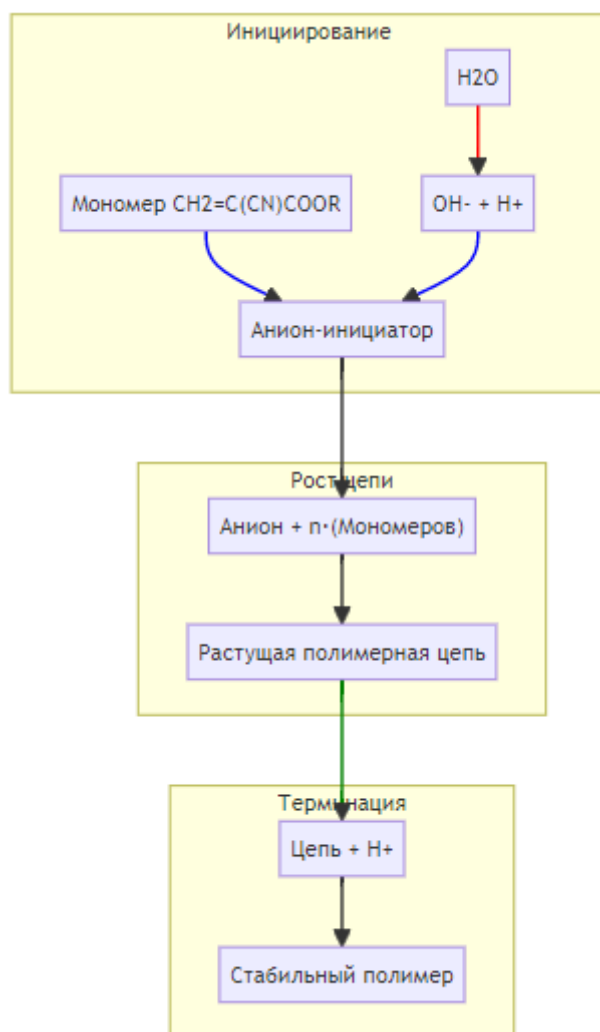 Инициирование
H2O
Мономер CH2=C(CN)COOR
OH- + H+
Анион-инициатор
Рост цепи
Анион + n·(Мономеров)
Растущая полимерная цепь
Терминация
Цепь + H+
Стабильный полимер